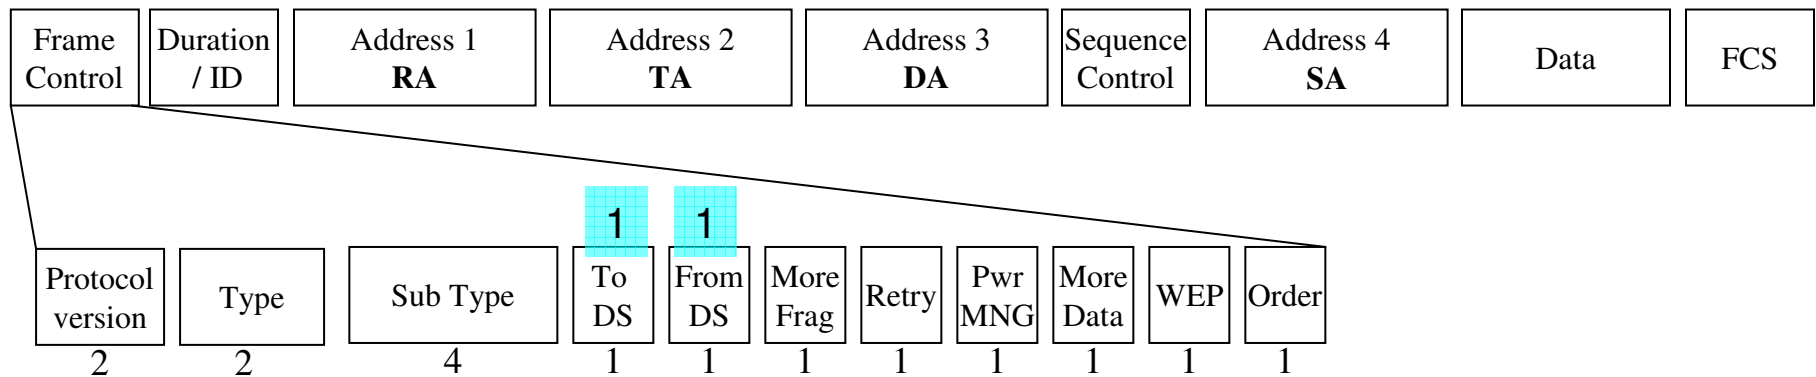 Frame Control
Duration / ID
Address 1 RA
Address 2 TA
Address 3 DA
Sequence Control
Address 4 SA
Data
FCS
1 1
Protocol version
Type
Sub Type
To DS
From DS
More Frag
Retry
Pwr MNG
More Data
WEP
Order
2 2 4 1 1 1 1 1 1 1 1